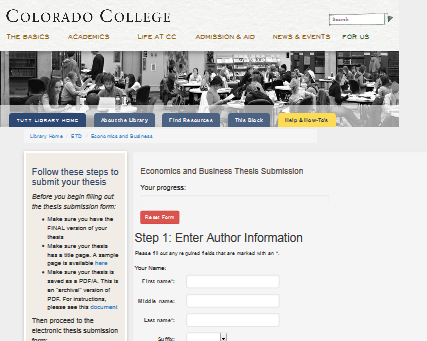 COLORADO COLLEGE
Search
THE BASICS ACADEMICS LIFE AT CC ADMISSION & AID NEWS & EVENTS FOR US
TUTT LIBRARY HOME About the Library Find Resources This Block Help & How-To's
Library Home / ETD / Economics and Business
Follow these steps to
submit your thesis
Before you begin filling out
the thesis submission form:
Make sure you have the
FINAL version of your
thesis
Make sure your thesis
has a title page. A sample
page is available here
Make sure your thesis is
saved as a PDF/A. This is
an "archival" version of
PDF. For instructions,
please see this document
Then proceed to the
electronic thesis submission
form:
Economics and Business Thesis Submission
Your progress:
Reset Form
Step 1: Enter Author Information
Please fill out any required fields that are marked with an *.
Your Name:
First name*:
Middle name:
Last name*:
Suffix: